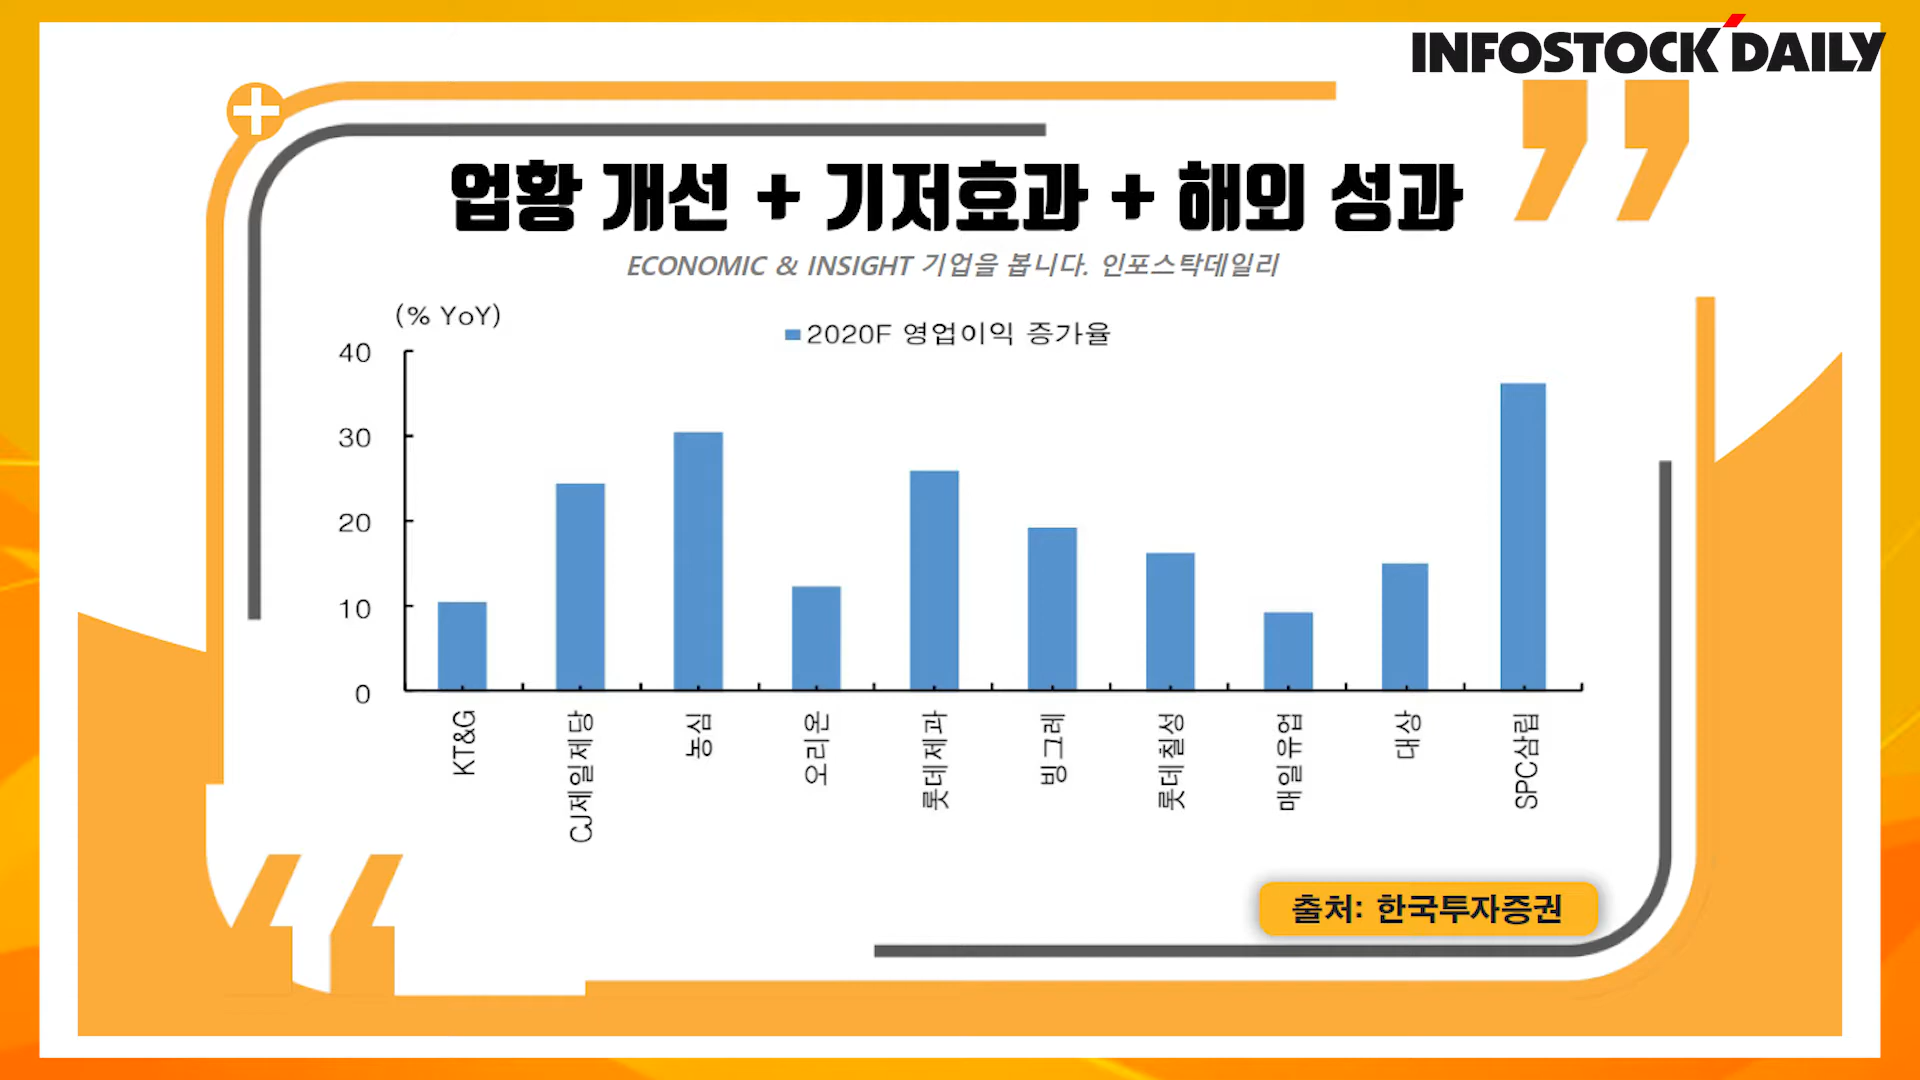 INFOSTOCK DAILY
업황 개선 + 기저효과 + 해외 성과
ECONOMIC & INSIGHT 기업을 봅니다. 인포스탁데일리
(% YoY)
2020F 영업이익 증가율
40
30
20
10
0
KT&G
CJ제일제당
농심
오리온
롯데제과
빙그레
롯데칠성
매일유업
대상
SPC삼립
출처: 한국투자증권